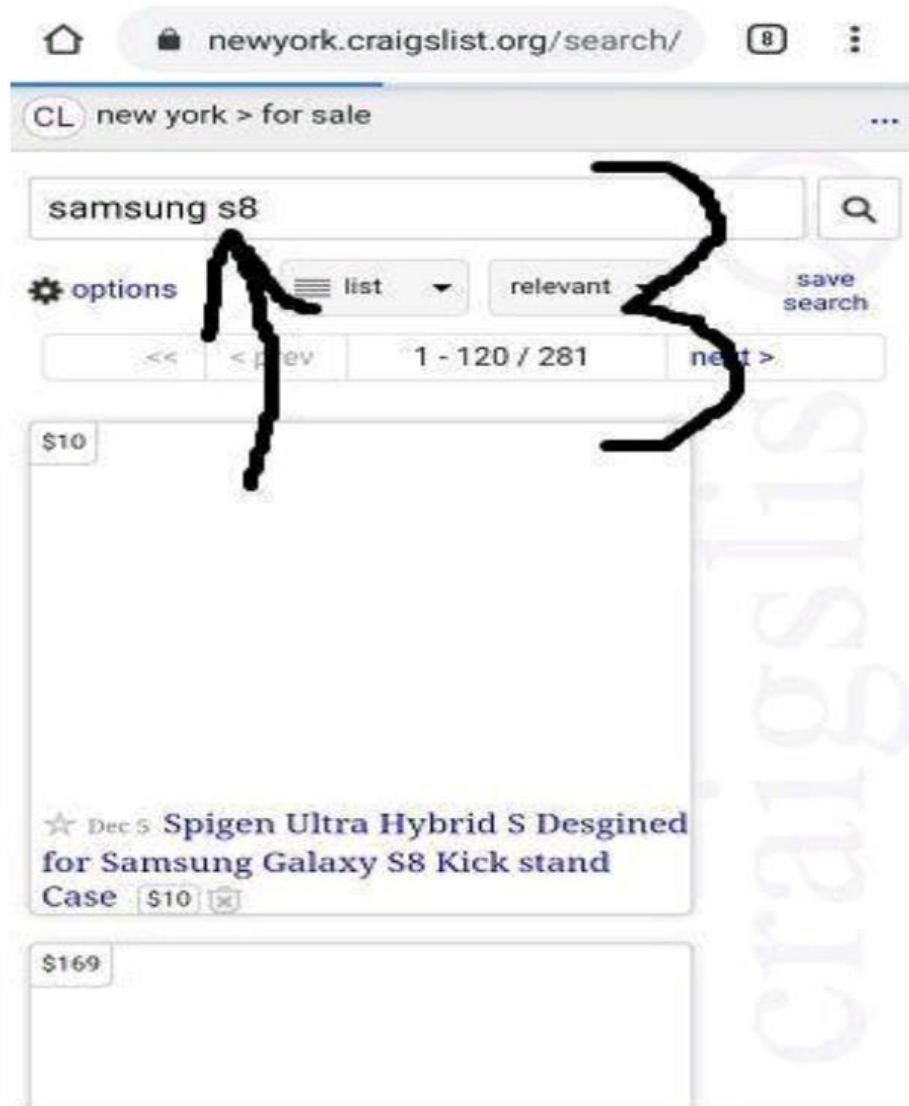 newyork.craigslist.org/search/ 8
CL new york > for sale ...
samsung s8
3
options list relevant save search
<< < prev 1 - 120 / 281 next >
$10
Dec 5 Spigen Ultra Hybrid S Desgined
for Samsung Galaxy S8 Kick stand
Case $10
$169
craigslis